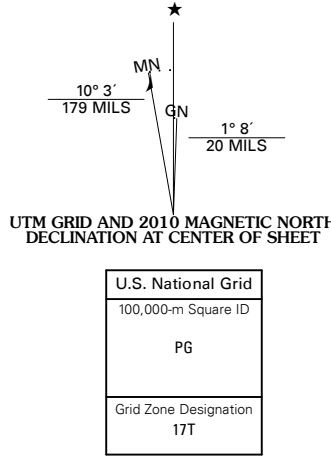 ★
MN
10° 3´
179 MILS
GN
1° 8´
20 MILS
UTM GRID AND 2010 MAGNETIC NORTH
DECLINATION AT CENTER OF SHEET
U.S. National Grid
100,000-m Square ID
PG
Grid Zone Designation
17T